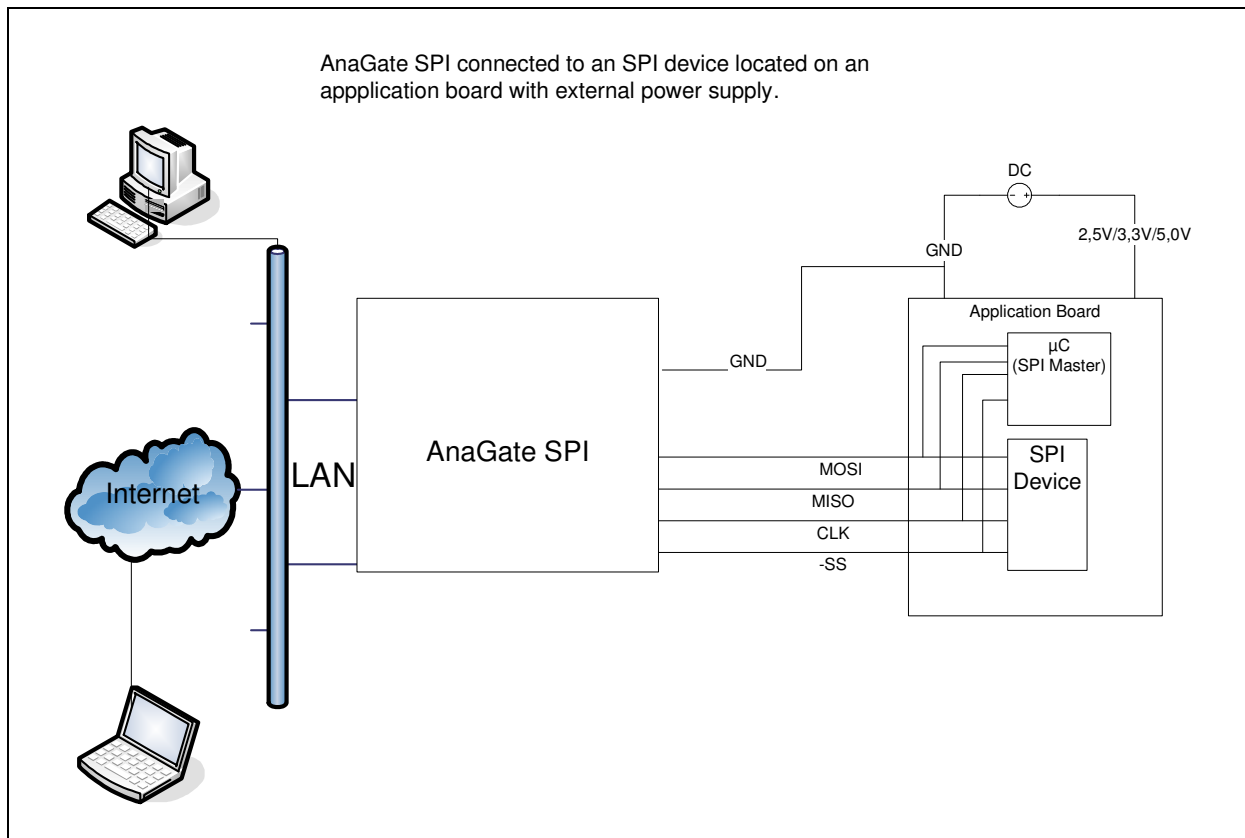 AnaGate SPI connected to an SPI device located on an
appplication board with external power supply.
DC
- +
GND
2,5V/3,3V/5,0V
Application Board
µC
(SPI Master)
GND
AnaGate SPI
SPI
Device
LAN
Internet
MOSI
MISO
CLK
-SS